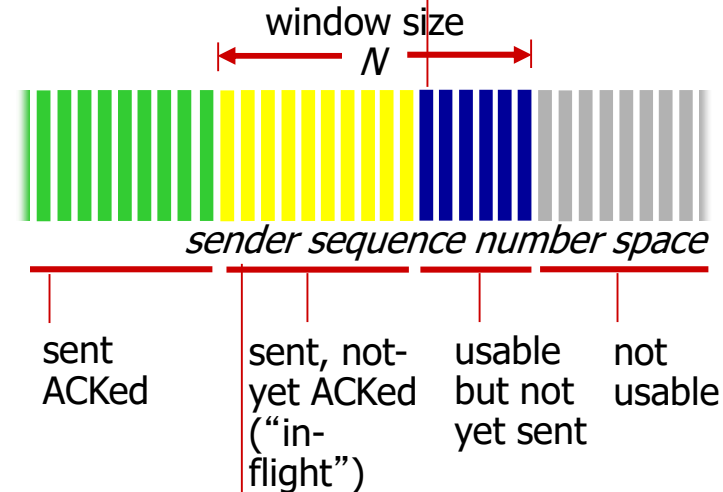 window size
N
sender sequence number space
sent
ACKed
sent, not-
yet ACKed
(“in-
flight”)
usable
but not
yet sent
not
usable